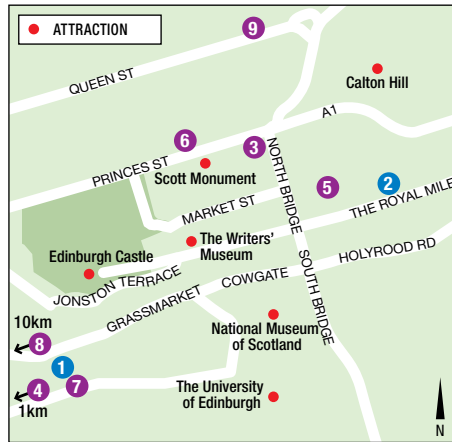 ATTRACTION
9
QUEEN ST
Calton Hill
A1
6
3
PRINCES ST
Scott Monument
NORTH BRIDGE
5
2
MARKET ST
THE ROYAL MILE
The Writers'
Museum
Edinburgh Castle
JONSTON TERRACE
HOLYROOD RD
COWGATE
GRASSMARKET
SOUTH BRIDGE
10km
8
National Museum
of Scotland
1
4
7
1km
The University
of Edinburgh
N